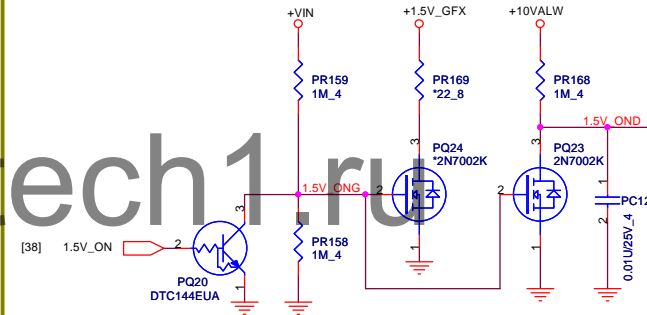 +VIN
+1.5V_GFX
+10VALW
PR159
1M_4
PR169
*22_8
PR168
1M_4
1.5V_OND
3
PQ24
*2N7002K
3
PQ23
2N7002K
ech1.ru
3
1.5V_ONG
2
2
1
PC12
2
0.01U/25V_4
[38] 1.5V_ON
2
PR158
1M_4
1
1
1
PQ20
DTC144EUA